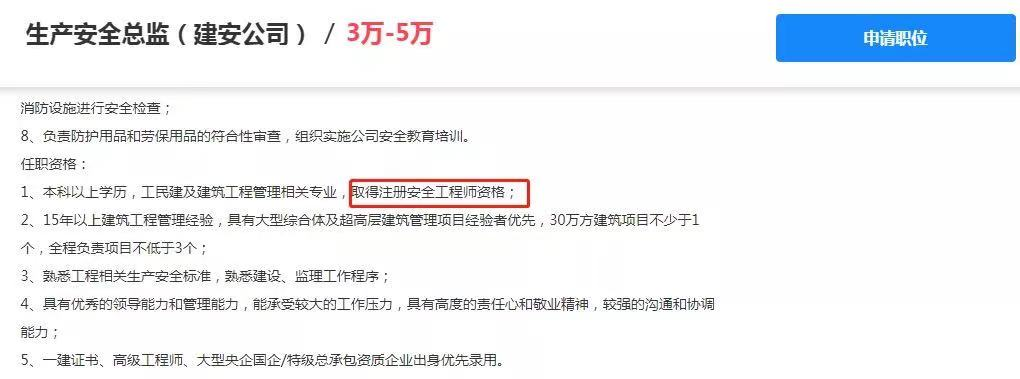 生产安全总监（建安公司） / 3万-5万
申请职位
消防设施进行安全检查；
8、负责防护用品和劳保用品的符合性审查，组织实施公司安全教育培训。
任职资格：
1、本科以上学历，工民建及建筑工程管理相关专业，取得注册安全工程师资格；
2、15年以上建筑工程管理经验，具有大型综合体及超高层建筑管理项目经验者优先，30万方建筑项目不少于1
个，全程负责项目不低于3个；
3、熟悉工程相关生产安全标准，熟悉建设、监理工作程序；
4、具有优秀的领导能力和管理能力，能承受较大的工作压力，具有高度的责任心和敬业精神，较强的沟通和协调
能力；
5、一建证书、高级工程师、大型央企国企/特级总承包资质企业出身优先录用。